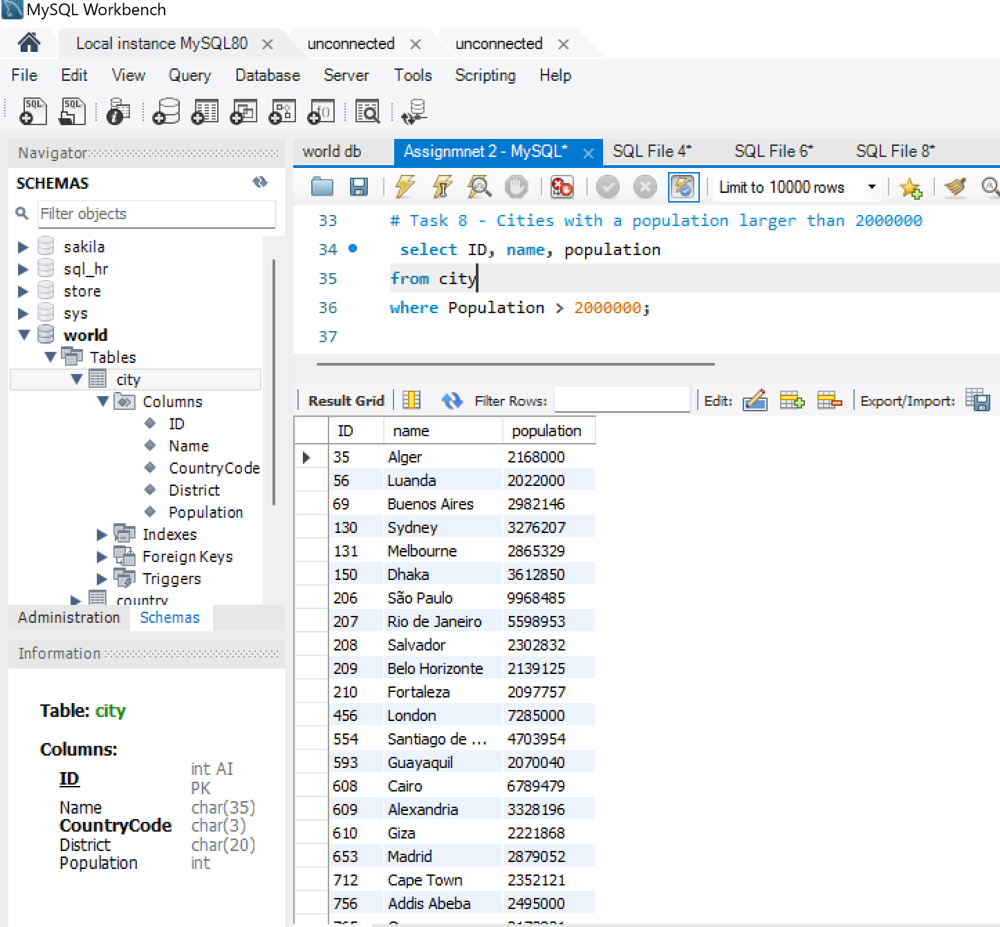 MySQL Workbench
Local instance MySQL80
unconnected
unconnected
File Edit View Query Database Server Tools Scripting Help
Navigator
SCHEMAS
Filter objects
sakila
sql_hr
store
sys
world
Tables
city
Columns
ID
Name
CountryCode
District
Population
Indexes
Foreign Keys
Triggers
country
Administration Schemas
Information
Table: city
Columns:
ID int AI PK
Name char(35)
CountryCode char(3)
District char(20)
Population int
world db Assignmnet 2 - MySQL* SQL File 4* SQL File 6* SQL File 8*
Limit to 10000 rows
33 # Task 8 - Cities with a population larger than 2000000
34 select ID, name, population
35 from city
36 where Population > 2000000;
37
Result Grid Filter Rows: Edit: Export/Import:
ID name population
35 Alger 2168000
56 Luanda 2022000
69 Buenos Aires 2982146
130 Sydney 3276207
131 Melbourne 2865329
150 Dhaka 3612850
206 São Paulo 9968485
207 Rio de Janeiro 5598953
208 Salvador 2302832
209 Belo Horizonte 2139125
210 Fortaleza 2097757
456 London 7285000
554 Santiago de ... 4703954
593 Guayaquil 2070040
608 Cairo 6789479
609 Alexandria 3328196
610 Giza 2221868
653 Madrid 2879052
712 Cape Town 2352121
756 Addis Abeba 2495000